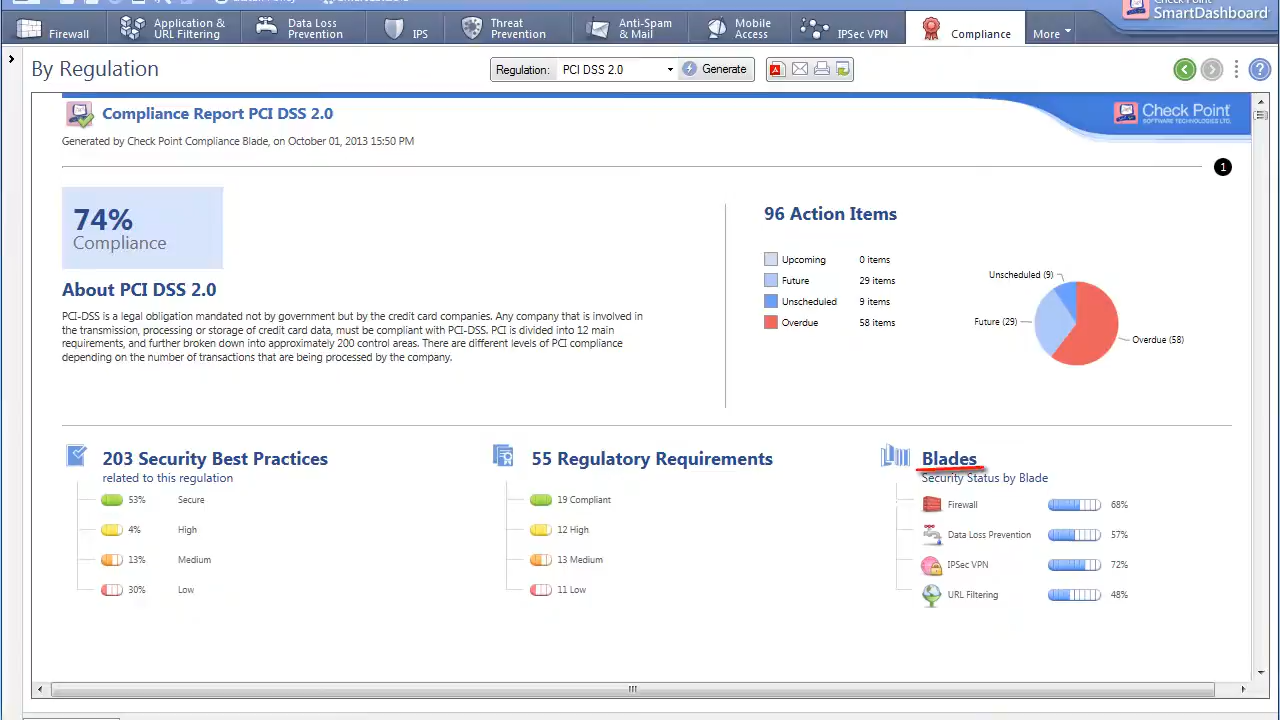 Check Point
SmartDashboard
Firewall
Application &
URL Filtering
Data Loss
Prevention
IPS
Threat
Prevention
Anti-Spam
& Mail
Mobile
Access
IPSec VPN
Compliance
More
By Regulation
Regulation: PCI DSS 2.0 Generate
Compliance Report PCI DSS 2.0
Check Point
SOFTWARE TECHNOLOGIES LTD.
Generated by Check Point Compliance Blade, on October 01, 2013 15:50 PM
1
74%
Compliance
About PCI DSS 2.0
PCI-DSS is a legal obligation mandated not by government but by the credit card companies. Any company that is involved in
the transmission, processing or storage of credit card data, must be compliant with PCI-DSS. PCI is divided into 12 main
requirements, and further broken down into approximately 200 control areas. There are different levels of PCI compliance
depending on the number of transactions that are being processed by the company.
96 Action Items
Upcoming 0 items
Future 29 items
Unscheduled 9 items
Overdue 58 items
Unscheduled (9)
Future (29)
Overdue (58)
203 Security Best Practices
related to this regulation
53% Secure
4% High
13% Medium
30% Low
55 Regulatory Requirements
19 Compliant
12 High
13 Medium
11 Low
Blades
Security Status by Blade
Firewall 68%
Data Loss Prevention 57%
IPSec VPN 72%
URL Filtering 48%